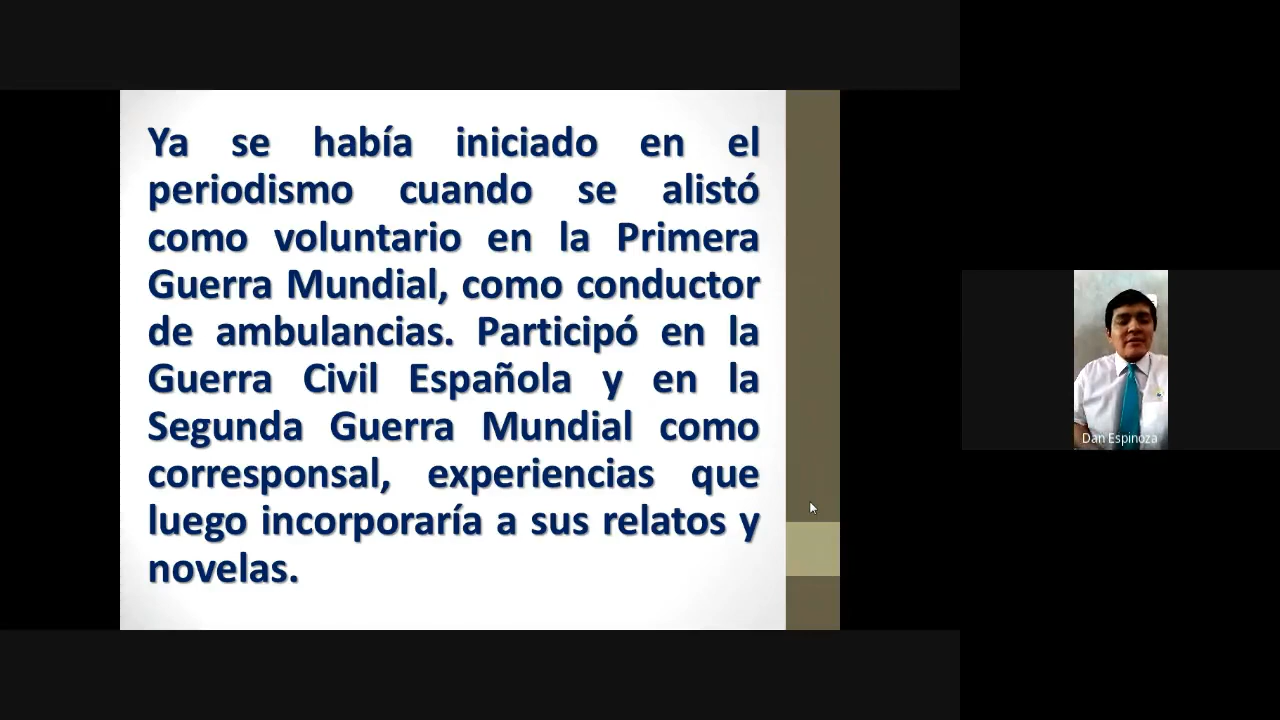 Ya se había iniciado en el
periodismo cuando se alistó
como voluntario en la Primera
Guerra Mundial, como conductor
de ambulancias. Participó en la
Guerra Civil Española y en la
Segunda Guerra Mundial como
corresponsal, experiencias que
luego incorporaría a sus relatos y
novelas.
Dan Espinoza